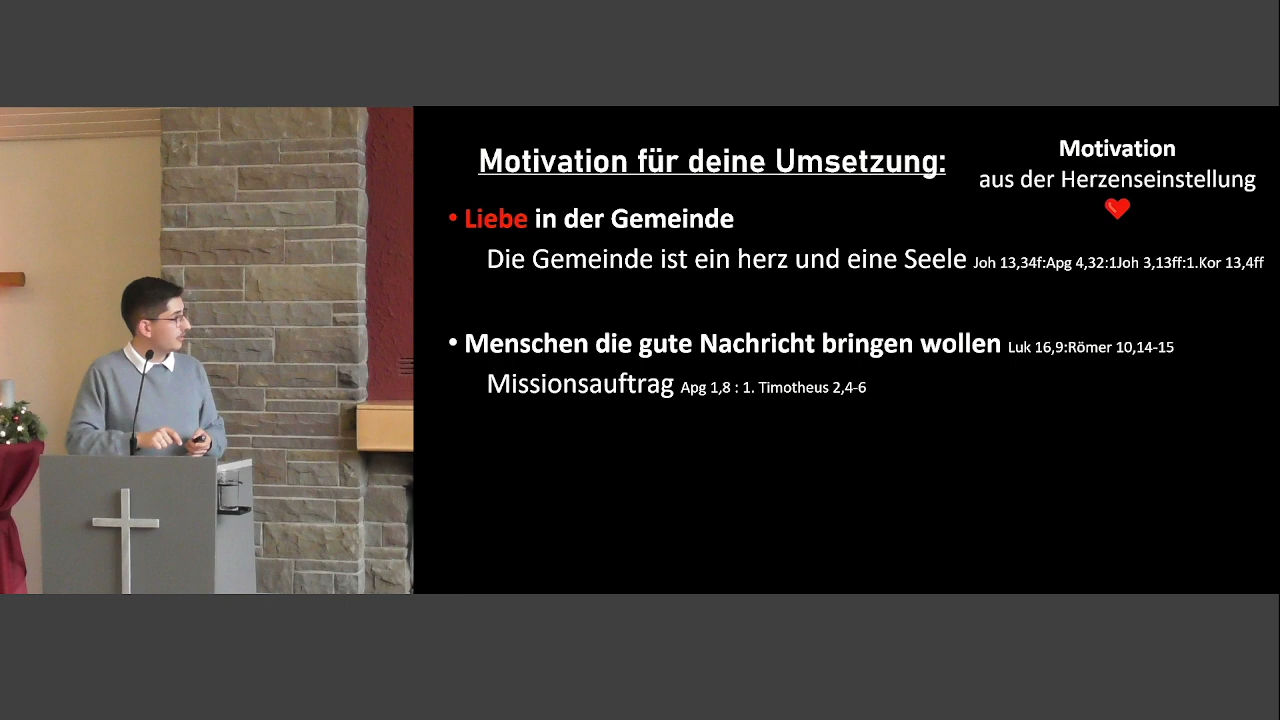 Motivation für deine Umsetzung:
Motivation
aus der Herzenseinstellung
• Liebe in der Gemeinde
Die Gemeinde ist ein herz und eine Seele Joh 13,34f:Apg 4,32:1Joh 3,13ff:1.Kor 13,4ff
• Menschen die gute Nachricht bringen wollen Luk 16,9:Römer 10,14-15
Missionsauftrag Apg 1,8 : 1. Timotheus 2,4-6